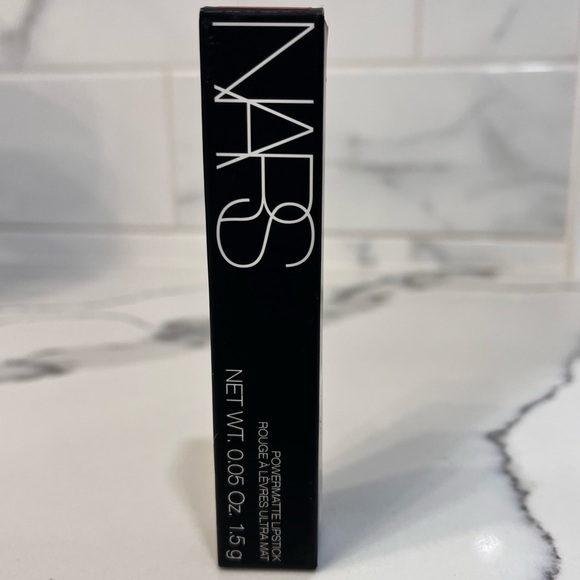 NARS
POWERMATTE LIPSTICK
ROUGE À LÈVRES ULTRA MAT
NET WT. 0.05 Oz. 1.5 g